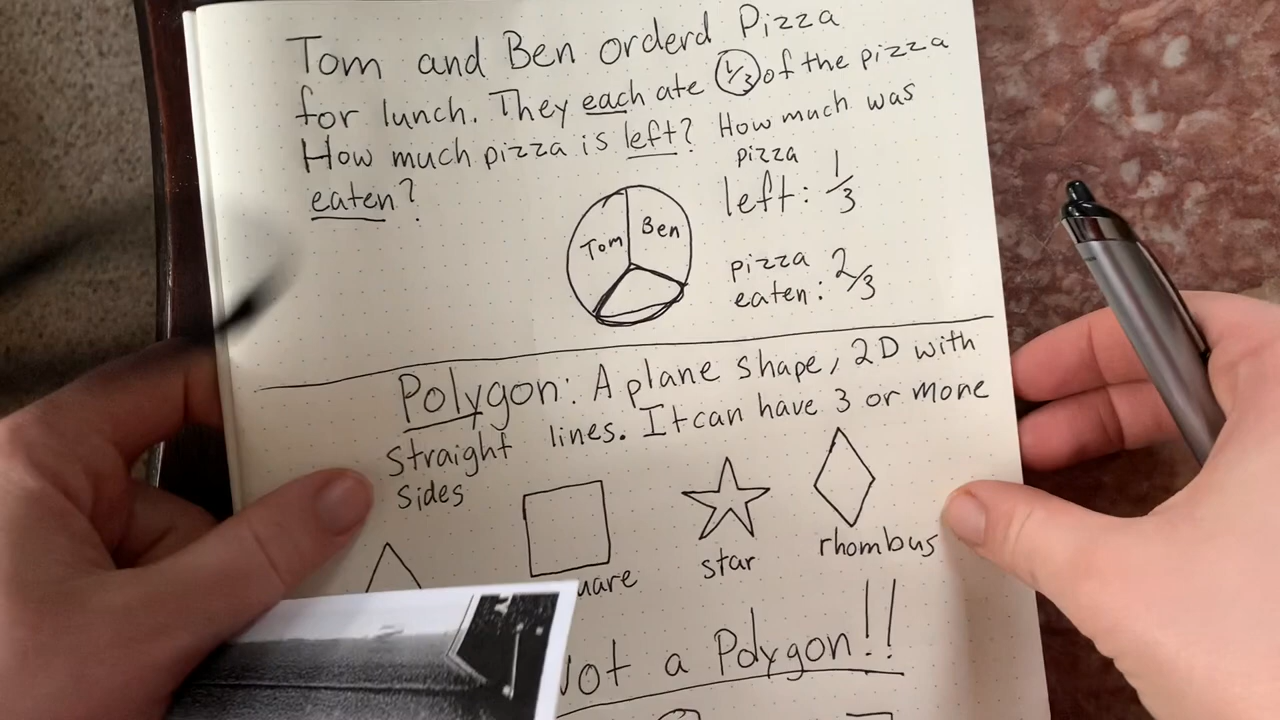 Tom and Ben orderd Pizza
for lunch. They each ate 1/3 of the pizza
How much pizza is left? How much was
eaten?
Tom
Ben
pizza
left: 1/3
pizza
eaten: 2/3
Polygon: A plane shape, 2D with
straight lines. It can have 3 or more
sides
star
rhombus
Not a Polygon!!